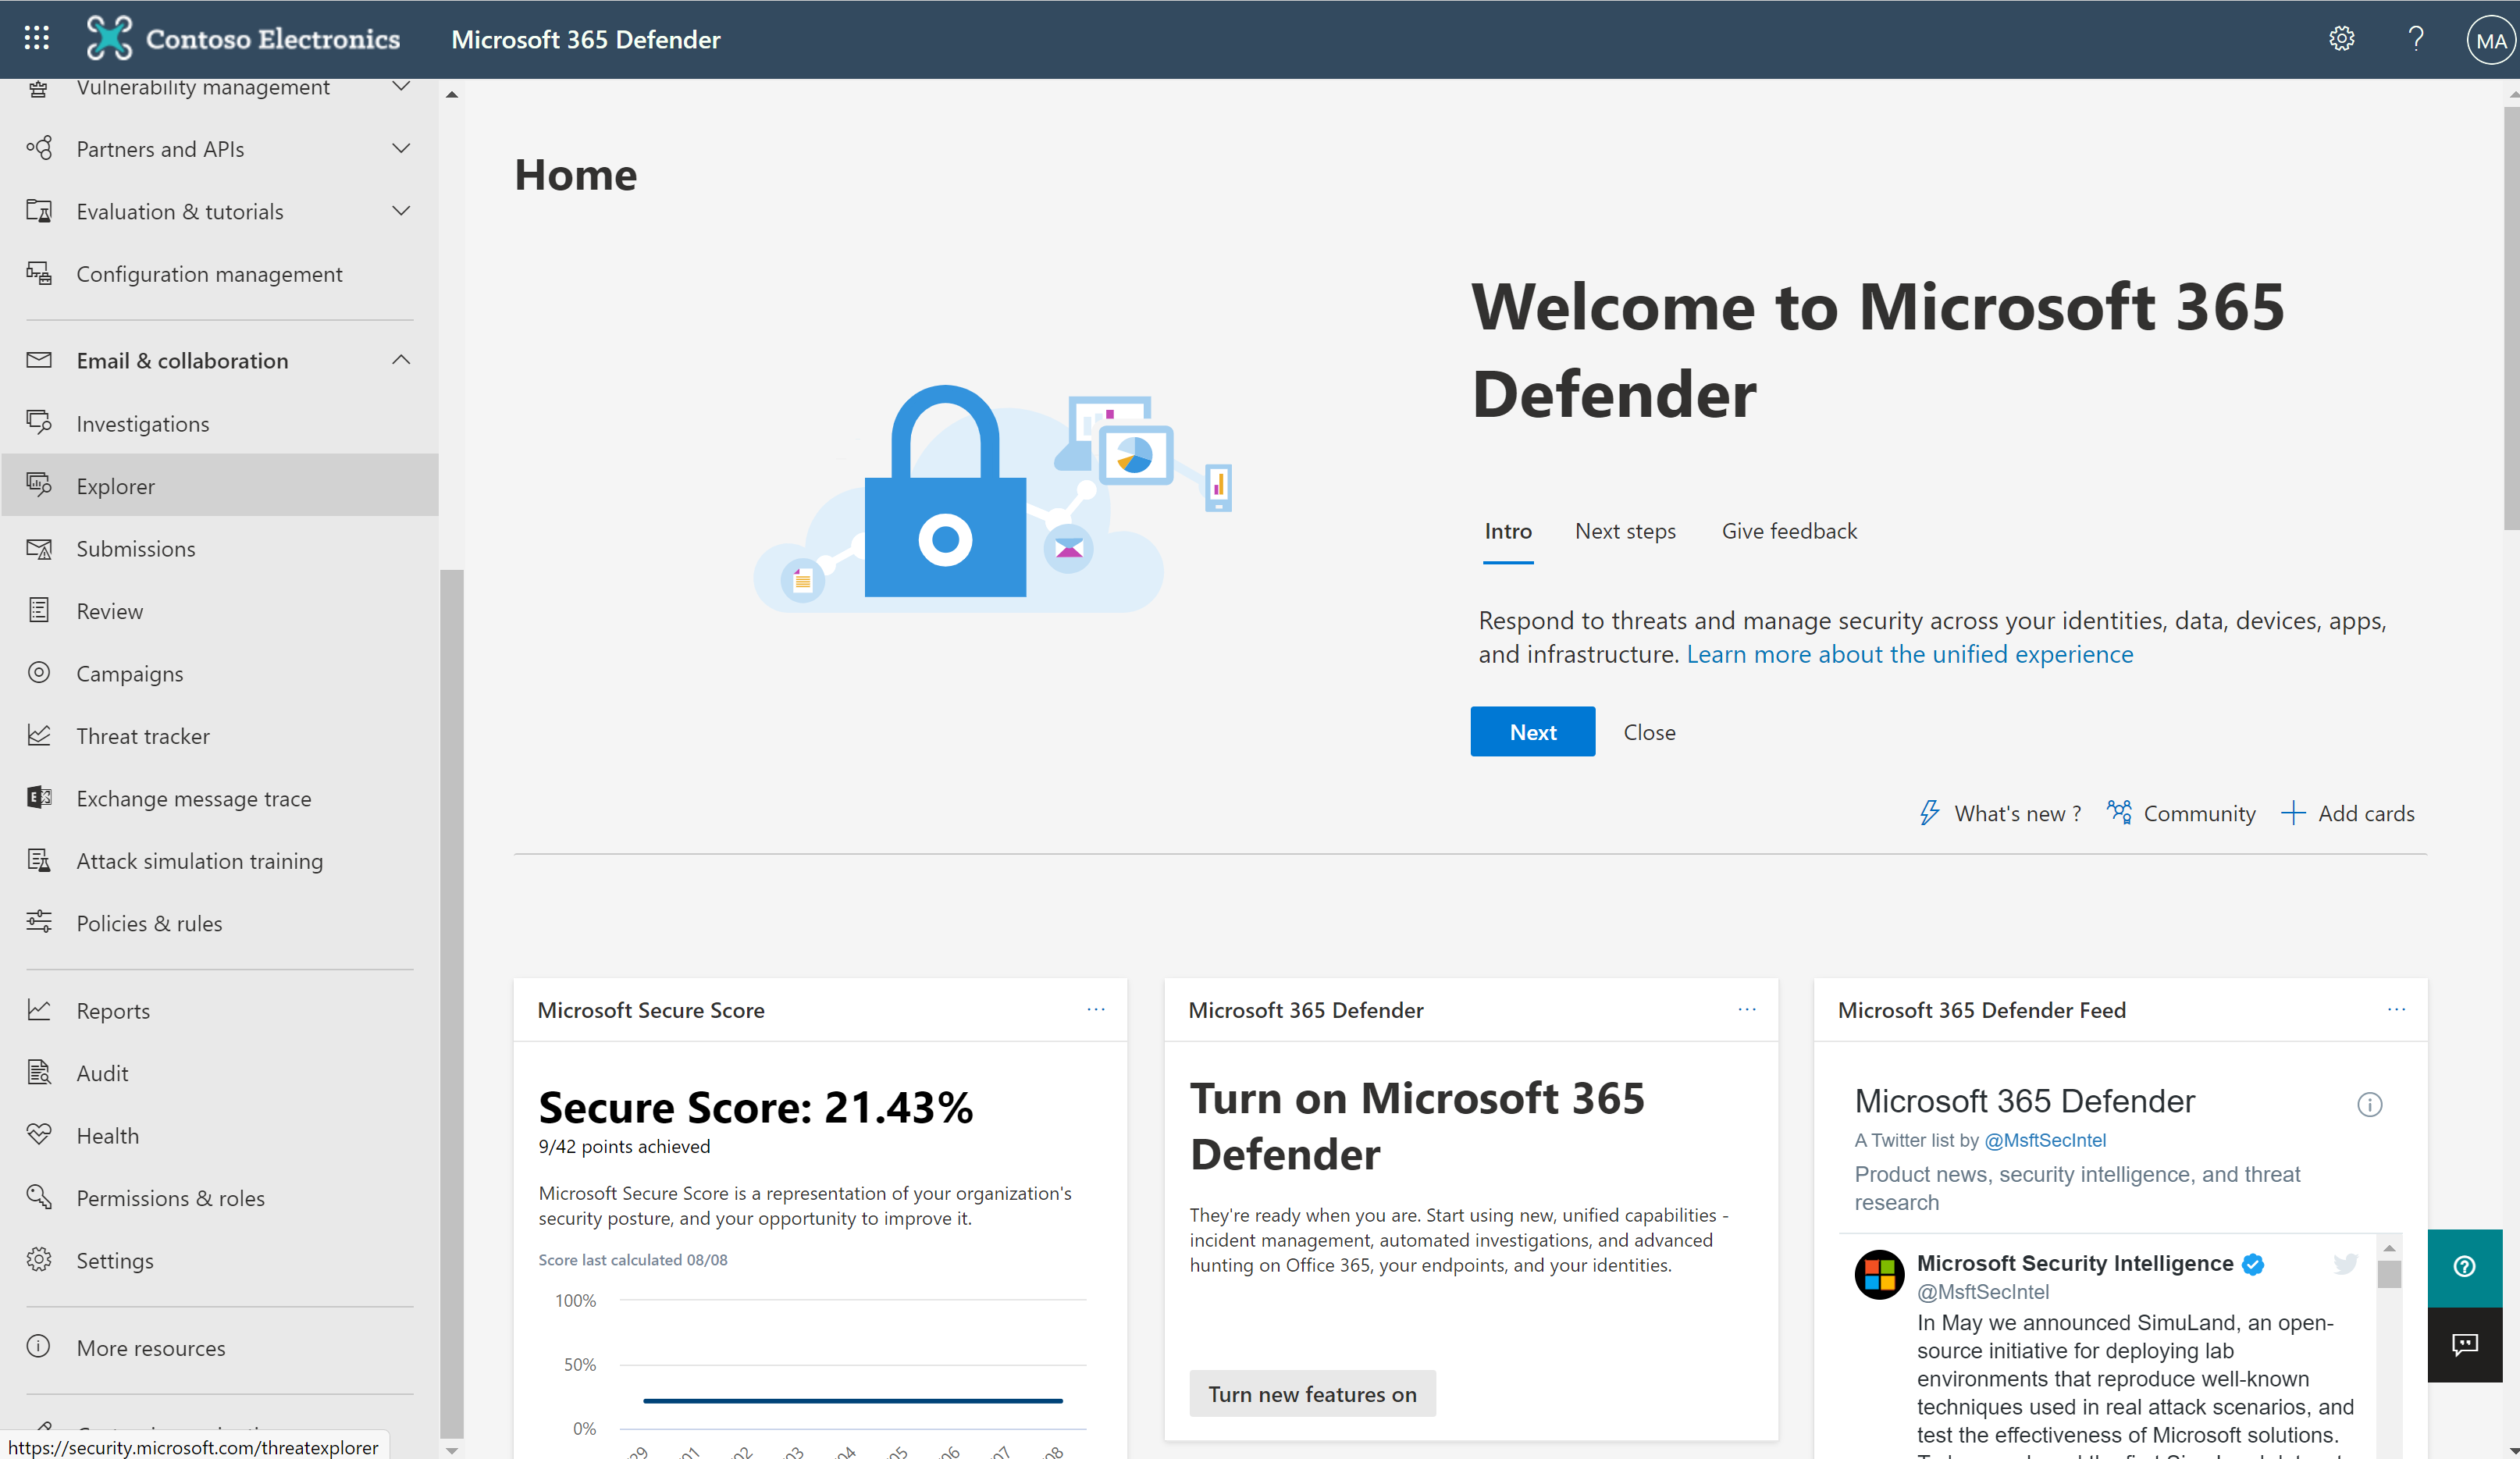 Contoso Electronics
Microsoft 365 Defender
MA
Vulnerability management
Partners and APIs
Evaluation & tutorials
Configuration management
Email & collaboration
Investigations
Explorer
Submissions
Review
Campaigns
Threat tracker
Exchange message trace
Attack simulation training
Policies & rules
Reports
Audit
Health
Permissions & roles
Settings
More resources
https://security.microsoft.com/threatexplorer
Home
Welcome to Microsoft 365
Defender
Intro
Next steps
Give feedback
Respond to threats and manage security across your identities, data, devices, apps,
and infrastructure. Learn more about the unified experience
Next
Close
What's new ?
Community
Add cards
Microsoft Secure Score
Secure Score: 21.43%
9/42 points achieved
Microsoft Secure Score is a representation of your organization's
security posture, and your opportunity to improve it.
Score last calculated 08/08
100%
50%
0%
29 01 02 03 04 05 06 07 08
Microsoft 365 Defender
Turn on Microsoft 365
Defender
They're ready when you are. Start using new, unified capabilities -
incident management, automated investigations, and advanced
hunting on Office 365, your endpoints, and your identities.
Turn new features on
Microsoft 365 Defender Feed
Microsoft 365 Defender
A Twitter list by @MsftSecIntel
Product news, security intelligence, and threat
research
Microsoft Security Intelligence
@MsftSecIntel
In May we announced SimuLand, an open-
source initiative for deploying lab
environments that reproduce well-known
techniques used in real attack scenarios, and
test the effectiveness of Microsoft solutions.